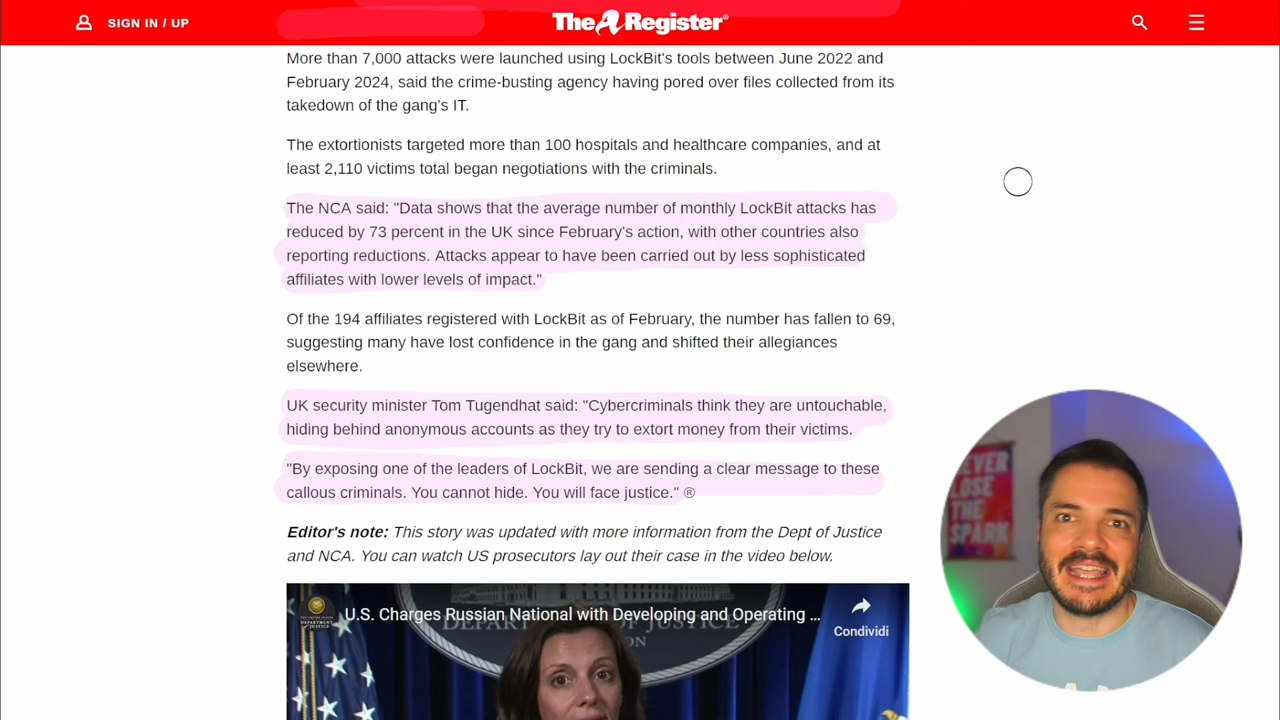 SIGN IN / UP
The Register®
More than 7,000 attacks were launched using LockBit's tools between June 2022 and
February 2024, said the crime-busting agency having pored over files collected from its
takedown of the gang's IT.
The extortionists targeted more than 100 hospitals and healthcare companies, and at
least 2,110 victims total began negotiations with the criminals.
The NCA said: "Data shows that the average number of monthly LockBit attacks has
reduced by 73 percent in the UK since February's action, with other countries also
reporting reductions. Attacks appear to have been carried out by less sophisticated
affiliates with lower levels of impact."
Of the 194 affiliates registered with LockBit as of February, the number has fallen to 69,
suggesting many have lost confidence in the gang and shifted their allegiances
elsewhere.
UK security minister Tom Tugendhat said: "Cybercriminals think they are untouchable,
hiding behind anonymous accounts as they try to extort money from their victims.
"By exposing one of the leaders of LockBit, we are sending a clear message to these
callous criminals. You cannot hide. You will face justice." ®
Editor's note: This story was updated with more information from the Dept of Justice
and NCA. You can watch US prosecutors lay out their case in the video below.
U.S. Charges Russian National with Developing and Operating ...
Condividi
EVER
LOSE
THE
SPARK